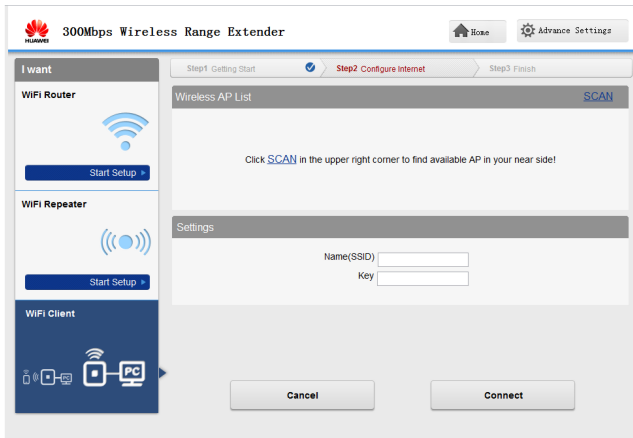 HUAWEI
300Mbps Wireless Range Extender
Home
Advance Settings
I want
WiFi Router
Start Setup
WiFi Repeater
Start Setup
WiFi Client
PC
PC
Step1 Getting Start
Step2 Configure Internet
Step3 Finish
Wireless AP List
SCAN
Click SCAN in the upper right corner to find available AP in your near side!
Settings
Name(SSID)
Key
Cancel
Connect